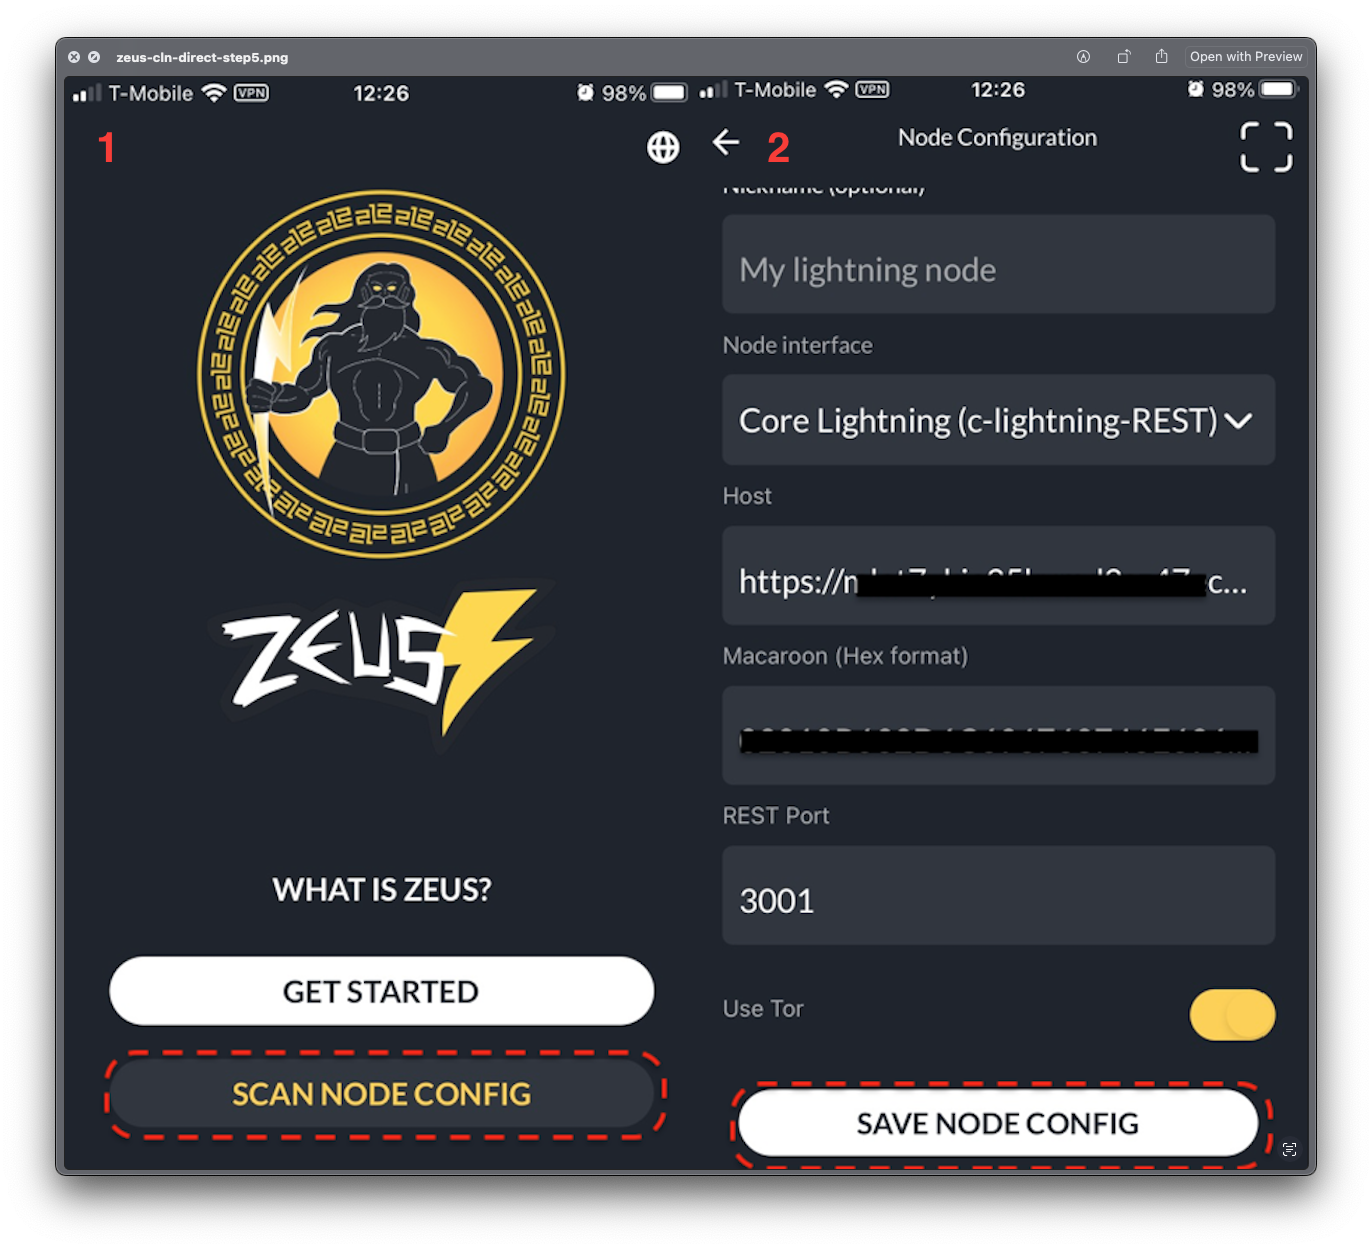 zeus-cln-direct-step5.png
Open with Preview
T-Mobile VPN 12:26 98%
1
ZEUS
WHAT IS ZEUS?
GET STARTED
SCAN NODE CONFIG
T-Mobile VPN 12:26 98%
2 Node Configuration
Nickname (optional)
My lightning node
Node interface
Core Lightning (c-lightning-REST)
Host
https://
c...
Macaroon (Hex format)
REST Port
3001
Use Tor
SAVE NODE CONFIG